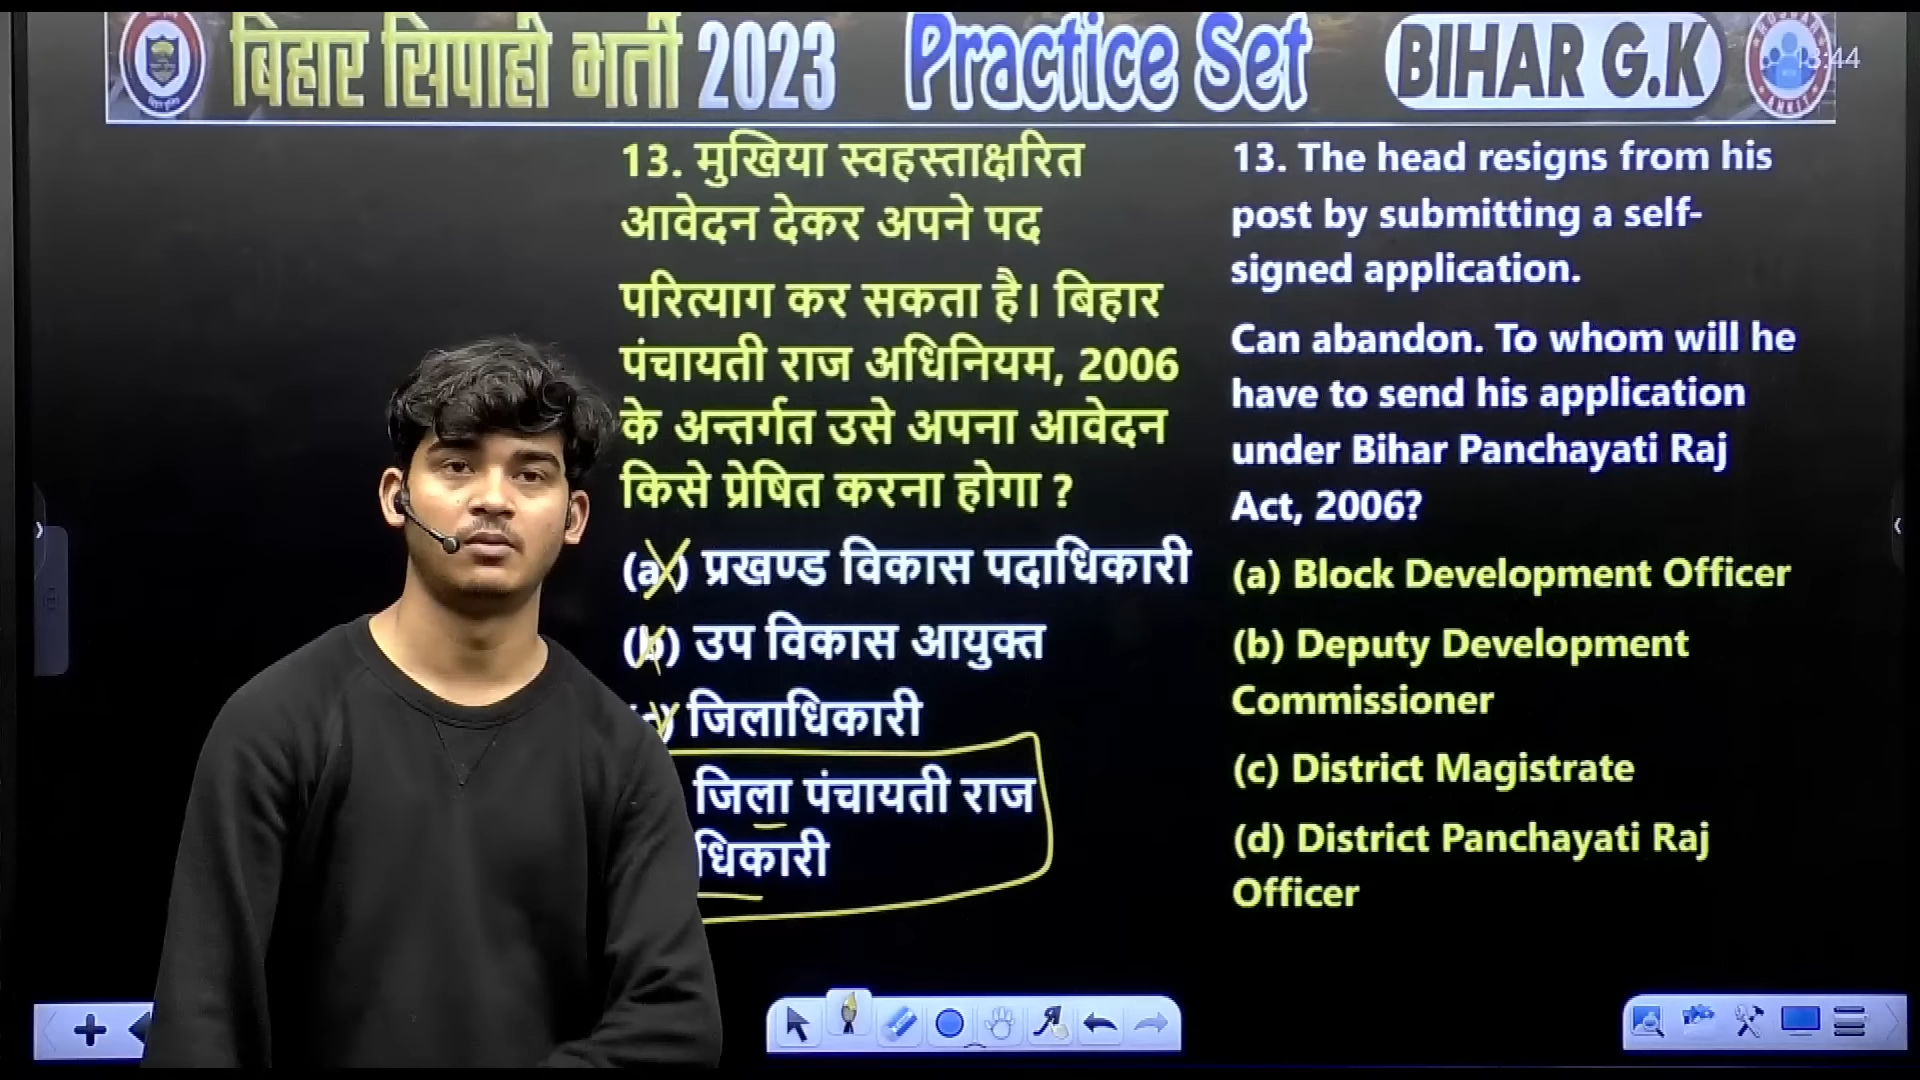 बिहार सिपाही भर्ती 2023 Practice Set BIHAR G.K
13:44
13. मुखिया स्वहस्ताक्षरित
आवेदन देकर अपने पद
परित्याग कर सकता है। बिहार
पंचायती राज अधिनियम, 2006
के अन्तर्गत उसे अपना आवेदन
किसे प्रेषित करना होगा ?
(a) प्रखण्ड विकास पदाधिकारी
(b) उप विकास आयुक्त
(c) जिलाधिकारी
जिला पंचायती राज
धिकारी
13. The head resigns from his
post by submitting a self-
signed application.
Can abandon. To whom will he
have to send his application
under Bihar Panchayati Raj
Act, 2006?
(a) Block Development Officer
(b) Deputy Development
Commissioner
(c) District Magistrate
(d) District Panchayati Raj
Officer